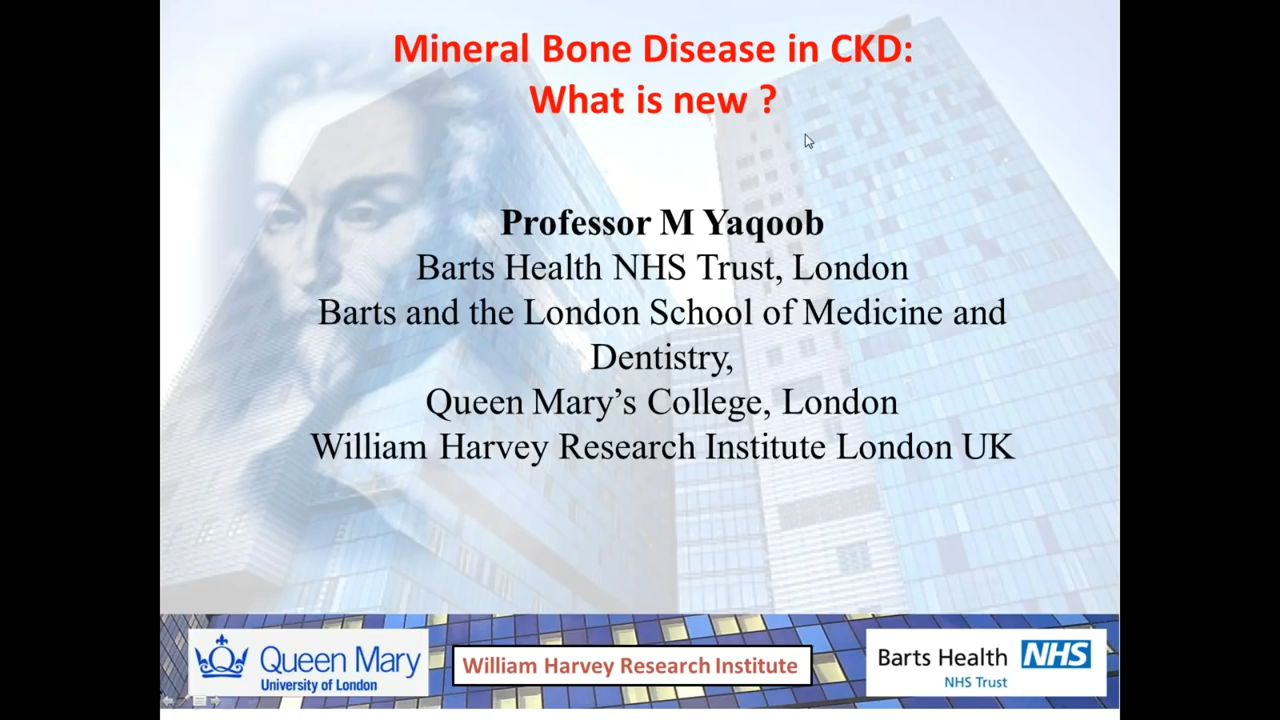 Mineral Bone Disease in CKD:
What is new ?
Professor M Yaqoob
Barts Health NHS Trust, London
Barts and the London School of Medicine and
Dentistry,
Queen Mary’s College, London
William Harvey Research Institute London UK
Queen Mary
University of London
William Harvey Research Institute
Barts Health NHS
NHS Trust